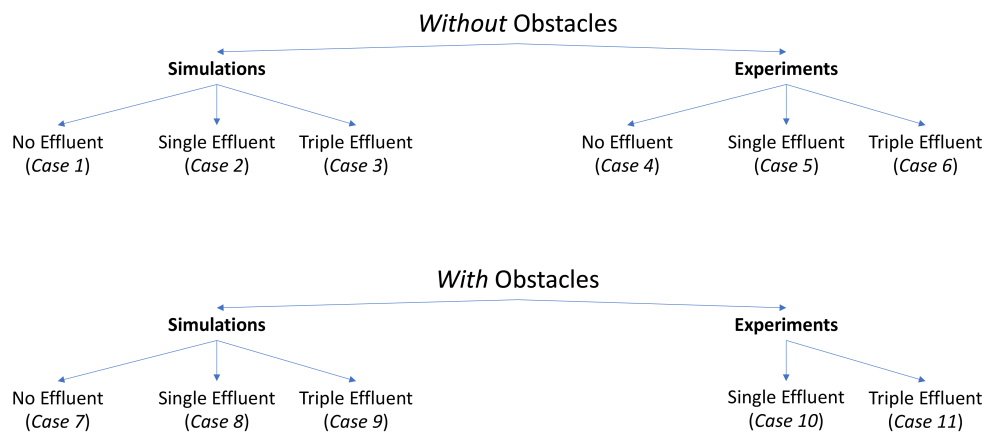 Without Obstacles
Simulations Experiments
No Effluent Single Effluent Triple Effluent No Effluent Single Effluent Triple Effluent
(Case 1) (Case 2) (Case 3) (Case 4) (Case 5) (Case 6)
With Obstacles
Simulations Experiments
No Effluent Single Effluent Triple Effluent Single Effluent Triple Effluent
(Case 7) (Case 8) (Case 9) (Case 10) (Case 11)